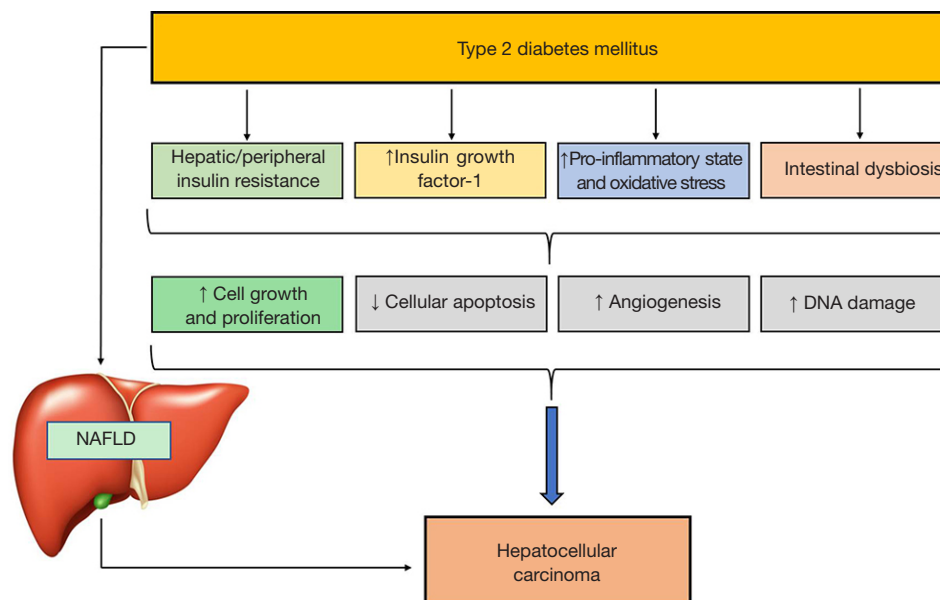 Type 2 diabetes mellitus
Hepatic/peripheral
insulin resistance
↑Insulin growth
factor-1
↑Pro-inflammatory state
and oxidative stress
Intestinal dysbiosis
↑ Cell growth
and proliferation
↓ Cellular apoptosis
↑ Angiogenesis
↑ DNA damage
NAFLD
Hepatocellular
carcinoma